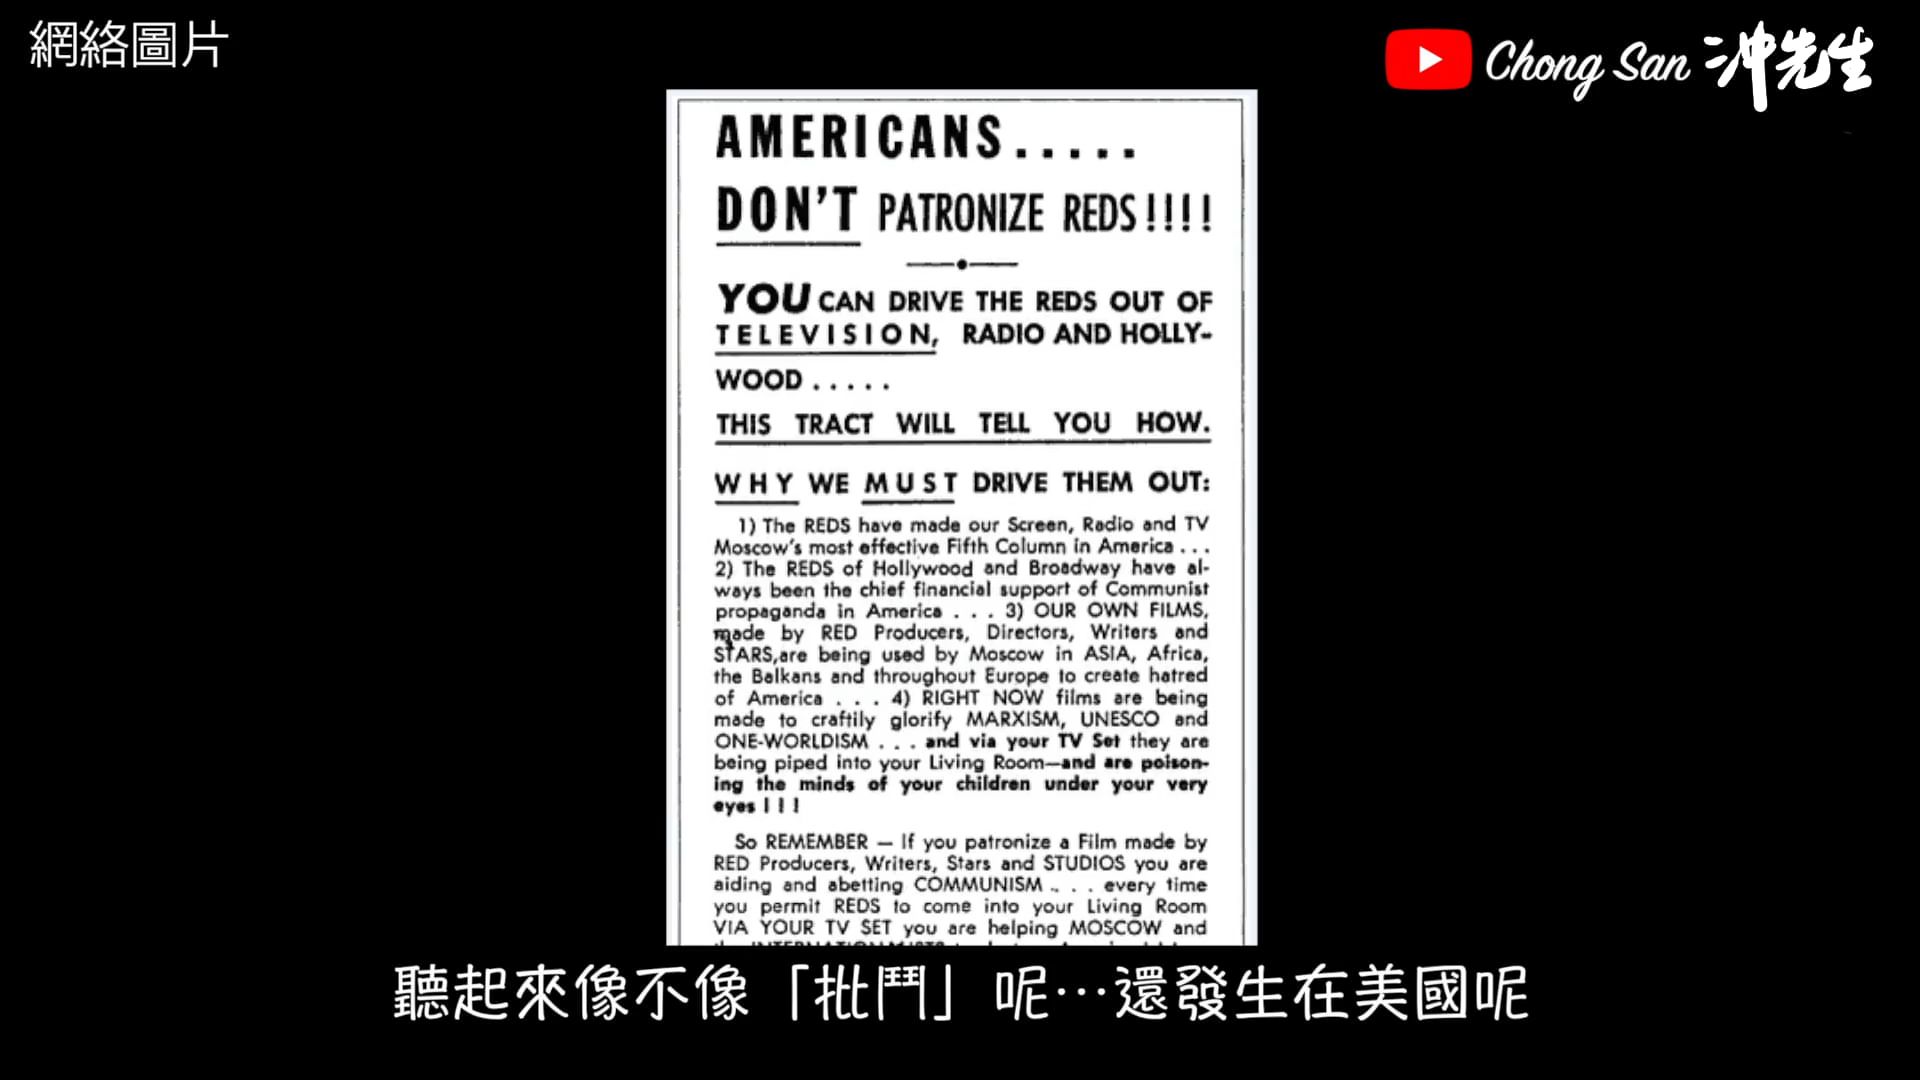 網絡圖片
Chong San 沖先生
AMERICANS.....
DON'T PATRONIZE REDS!!!!
YOU CAN DRIVE THE REDS OUT OF
TELEVISION, RADIO AND HOLLY-
WOOD.....
THIS TRACT WILL TELL YOU HOW.
WHY WE MUST DRIVE THEM OUT:
1) The REDS have made our Screen, Radio and TV
Moscow's most effective Fifth Column in America . . .
2) The REDS of Hollywood and Broadway have al-
ways been the chief financial support of Communist
propaganda in America . . . 3) OUR OWN FILMS,
made by RED Producers, Directors, Writers and
STARS,are being used by Moscow in ASIA, Africa,
the Balkans and throughout Europe to create hatred
of America . . . 4) RIGHT NOW films are being
made to craftily glorify MARXISM, UNESCO and
ONE-WORLDISM . . . and via your TV Set they are
being piped into your Living Room—and are poison-
ing the minds of your children under your very
eyes ! ! !
So REMEMBER — If you patronize a Film made by
RED Producers, Writers, Stars and STUDIOS you are
aiding and abetting COMMUNISM . . . every time
you permit REDS to come into your Living Room
VIA YOUR TV SET you are helping MOSCOW and
聽起來像不像「批鬥」呢…還發生在美國呢